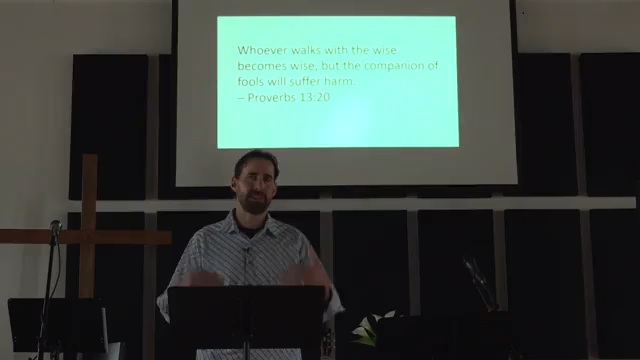 Whoever walks with the wise
becomes wise, but the companion of
fools will suffer harm.
– Proverbs 13:20